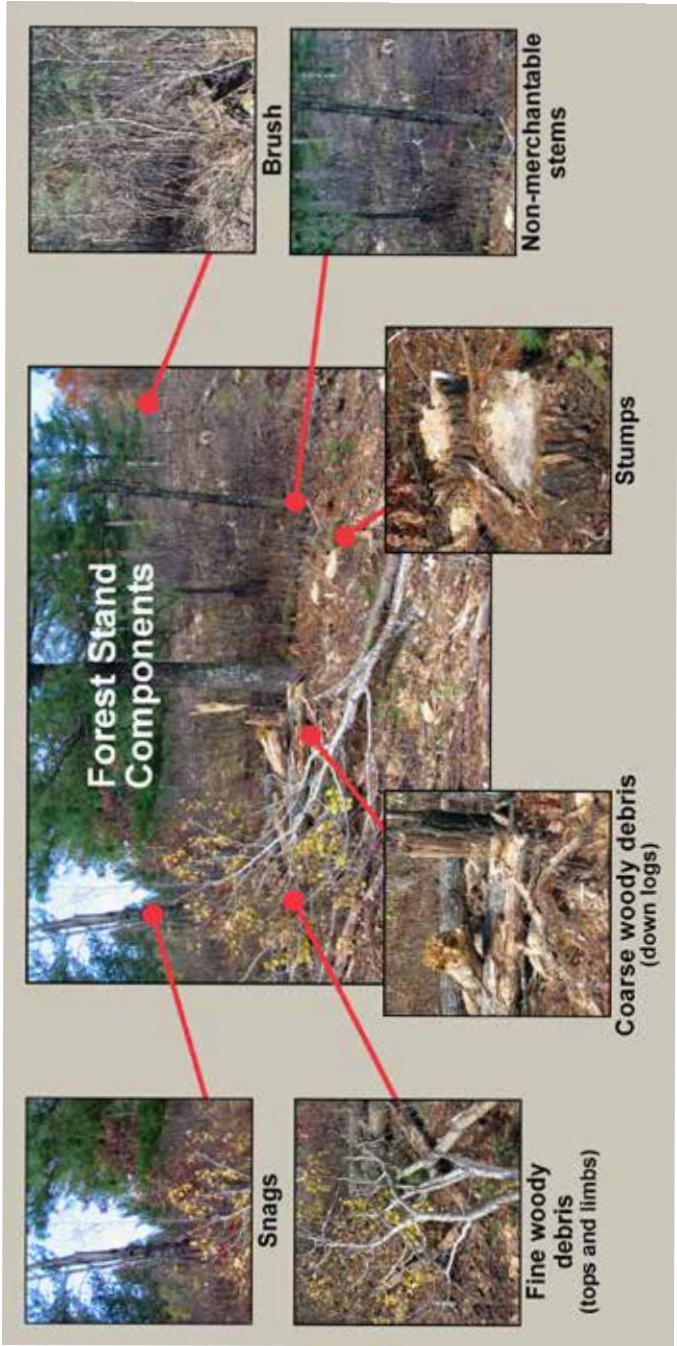 Forest Stand
Components
Snags
Fine woody
debris
(tops and limbs)
Coarse woody debris
(down logs)
Stumps
Brush
Non-merchantable
stems